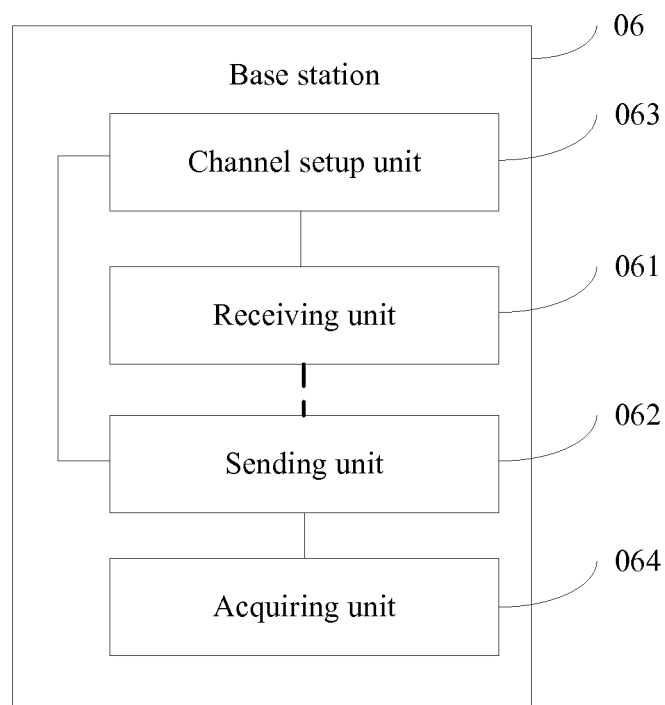 06
Base station
063
Channel setup unit
061
Receiving unit
062
Sending unit
064
Acquiring unit